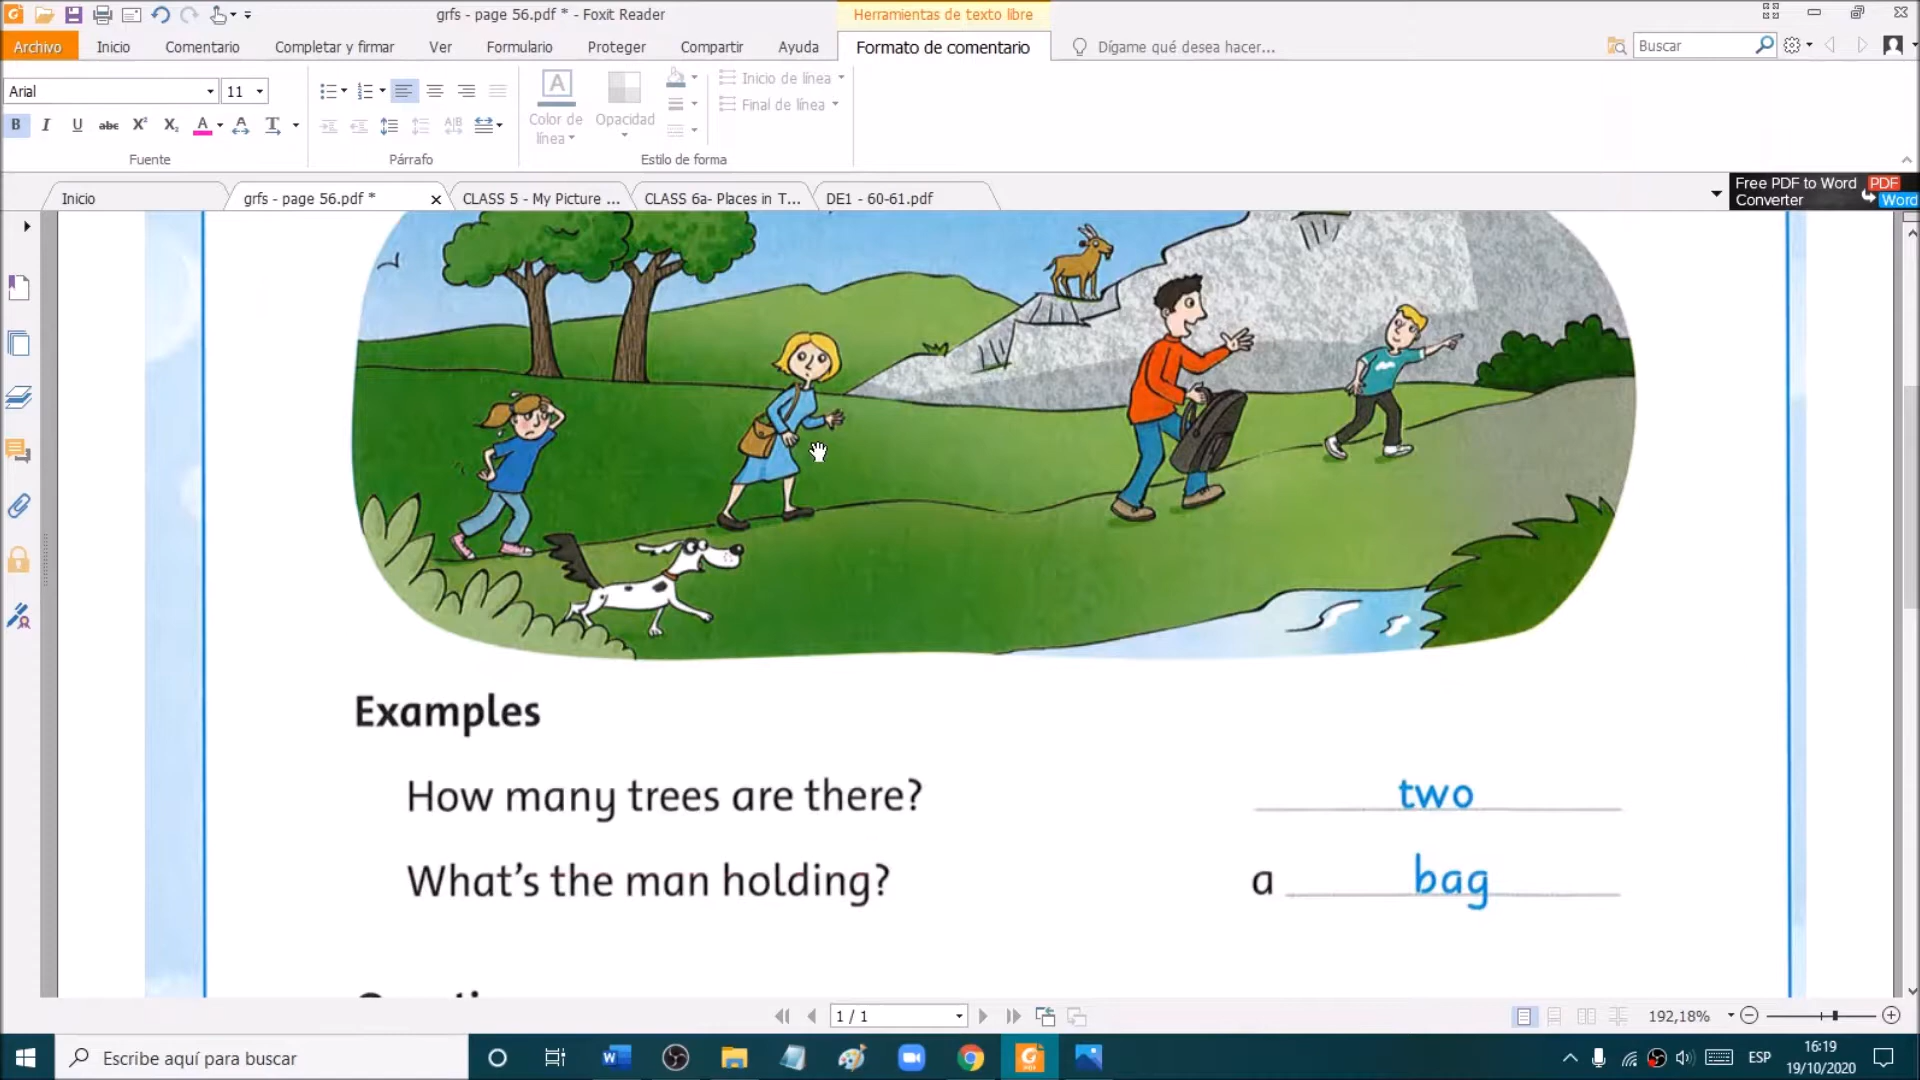 grfs - page 56.pdf * - Foxit Reader
Herramientas de texto libre
Archivo Inicio Comentario Completar y firmar Ver Formulario Proteger Compartir Ayuda Formato de comentario Dígame qué desea hacer... Buscar
Arial 11 Inicio de línea
Final de línea
Color de línea Opacidad
Fuente Párrafo Estilo de forma
Inicio grfs - page 56.pdf * CLASS 5 - My Picture ... CLASS 6a- Places in T... DE1 - 60-61.pdf
Free PDF to Word Converter PDF Word
Examples
How many trees are there? two
What's the man holding? a bag
1 / 1 192,18%
Escribe aquí para buscar ESP 16:19
19/10/2020